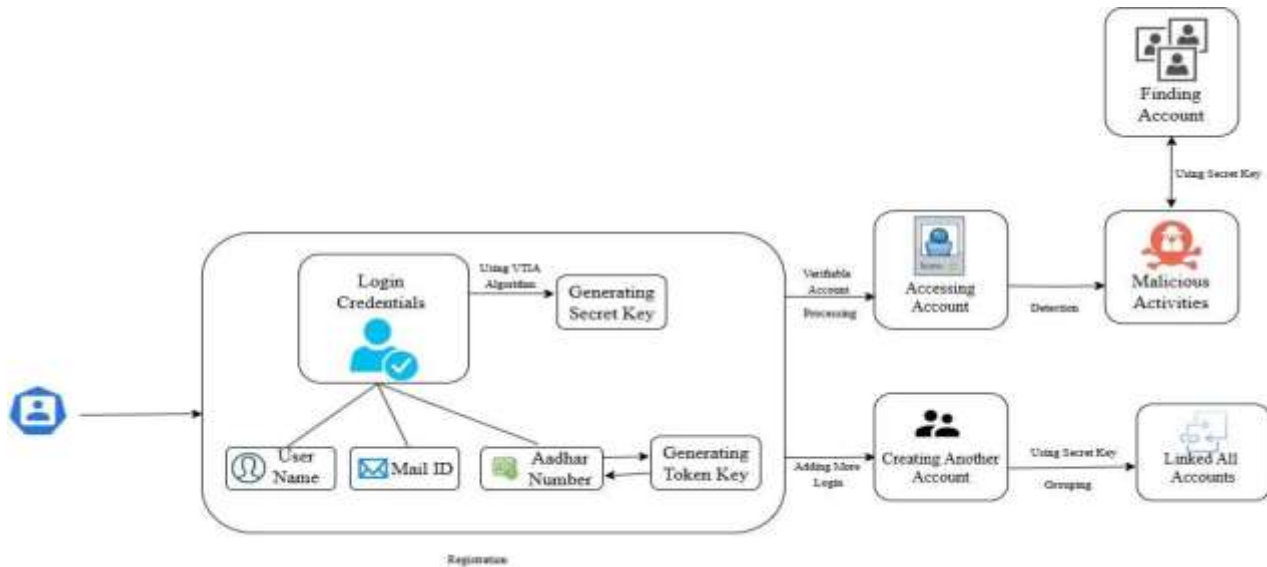 Finding
Account
Using Secret Key
Login
Credentials
Using VTIA
Algorithm
Generating
Secret Key
Verifiable
Account
Processing
Accessing
Account
Detection
Malicious
Activities
User
Name
Mail ID
Aadhar
Number
Generating
Token Key
Adding More
Login
Creating Another
Account
Using Secret Key
Grouping
Linked All
Accounts
Registration